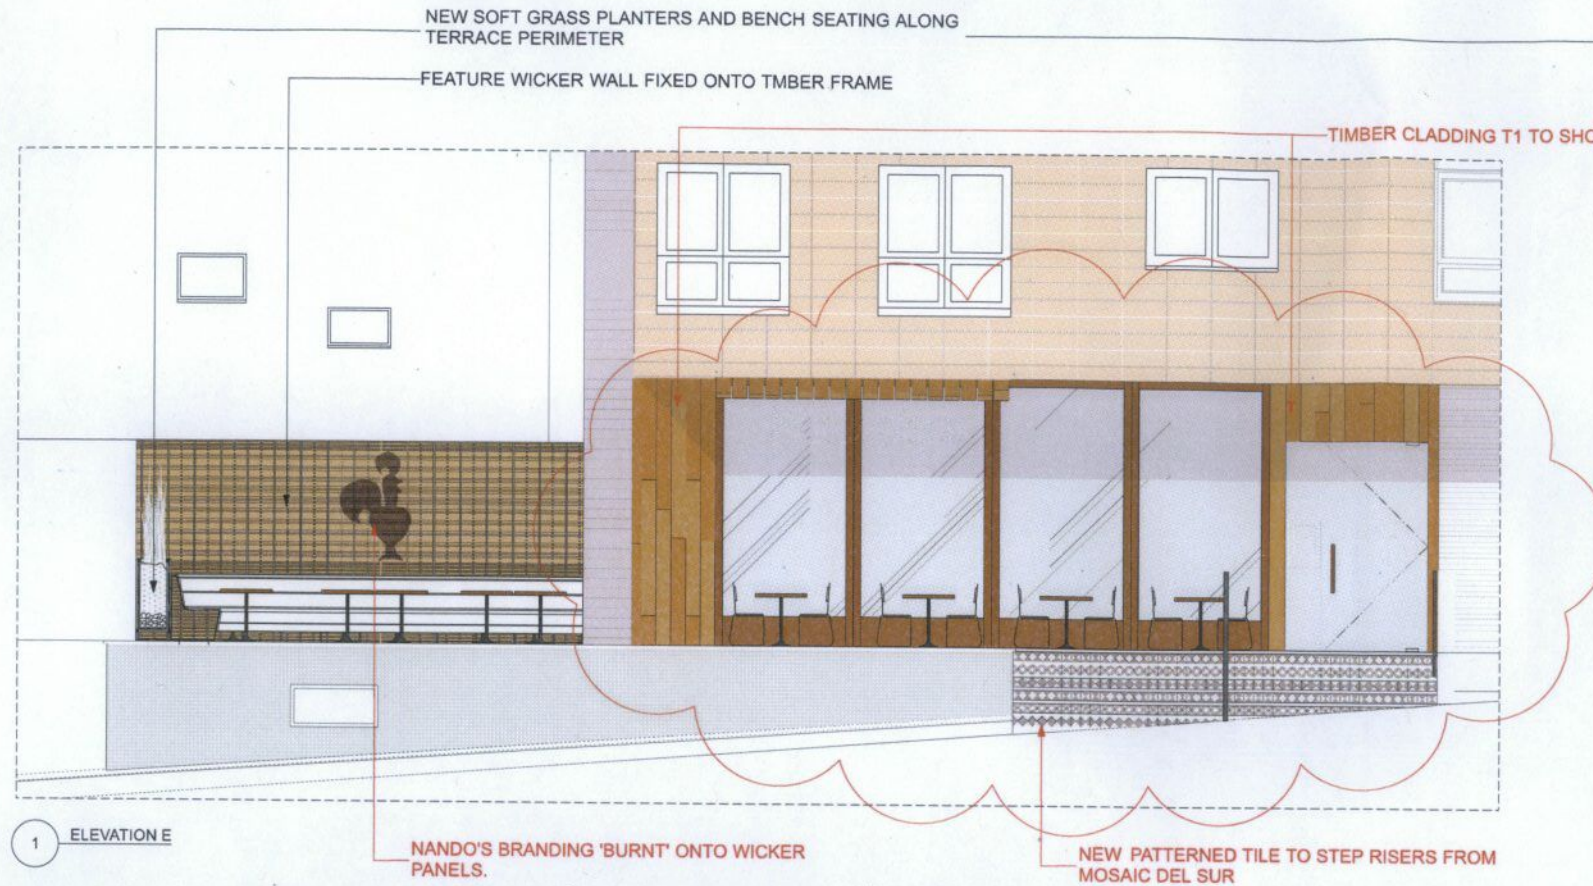 NEW SOFT GRASS PLANTERS AND BENCH SEATING ALONG
TERRACE PERIMETER
FEATURE WICKER WALL FIXED ONTO TMBER FRAME
TIMBER CLADDING T1 TO SHO
1 ELEVATION E
NANDO'S BRANDING 'BURNT' ONTO WICKER
PANELS.
NEW PATTERNED TILE TO STEP RISERS FROM
MOSAIC DEL SUR